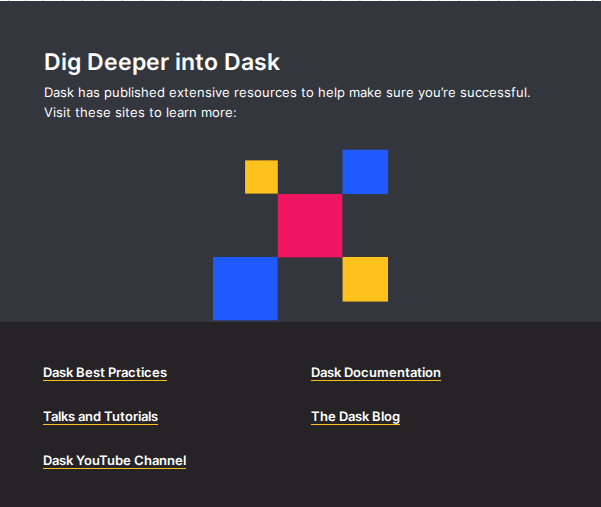 Dig Deeper into Dask
Dask has published extensive resources to help make sure you're successful.
Visit these sites to learn more:
Dask Best Practices
Dask Documentation
Talks and Tutorials
The Dask Blog
Dask YouTube Channel